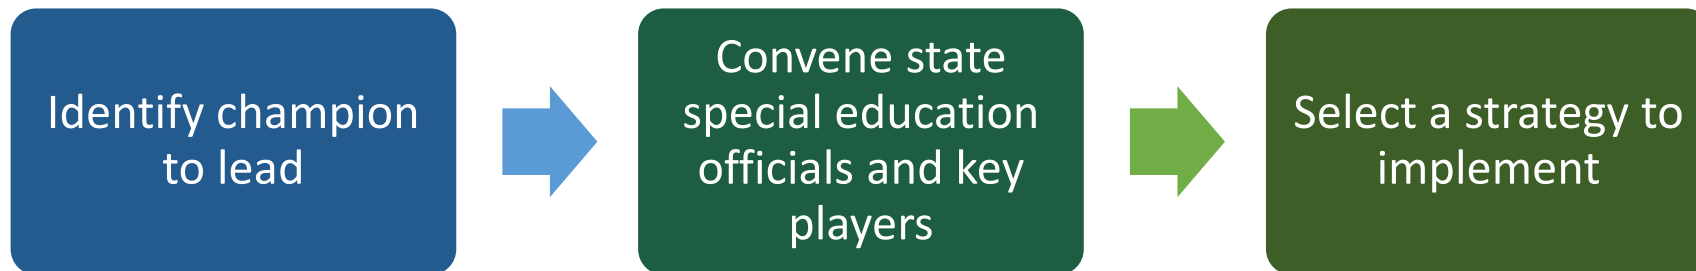 Identify champion
to lead
Convene state
special education
officials and key
players
Select a strategy to
implement